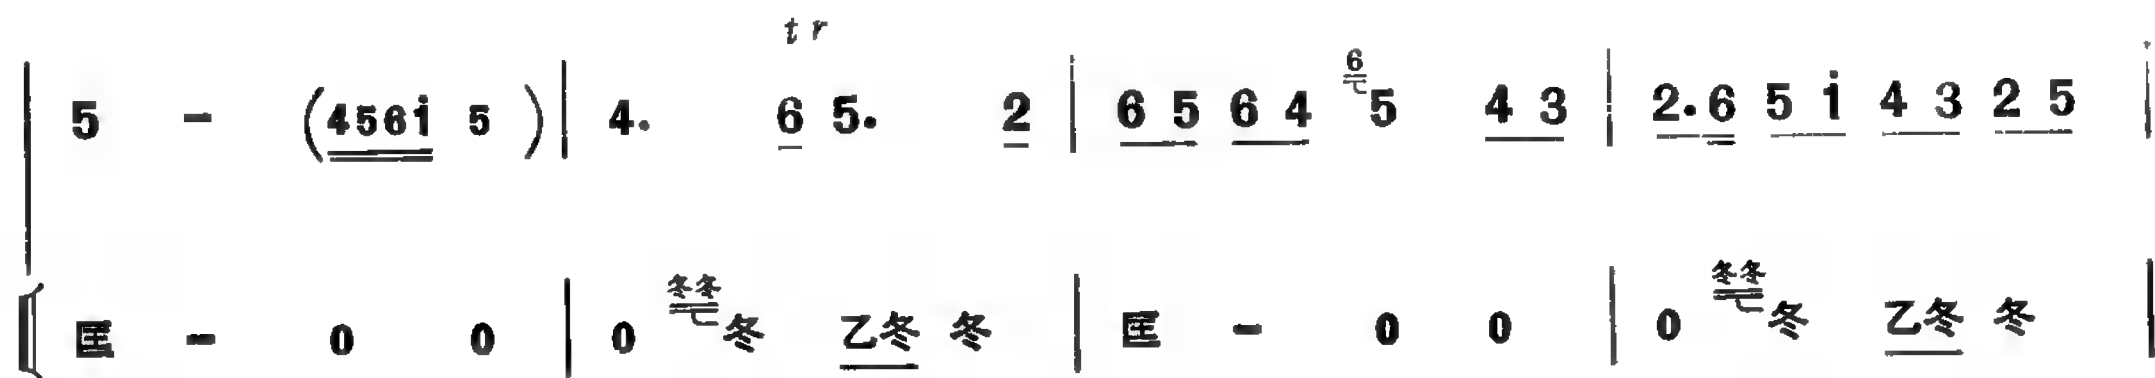 tr
5 - (456i 5) | 4. 6 5. 2 | 6 5 6 4 6 5 4 3 | 2.6 5 i 4 3 2 5 |
匡 - 0 0 | 0 冬冬 冬 乙冬 冬 | 匡 - 0 0 | 0 冬冬 冬 乙冬 冬 |